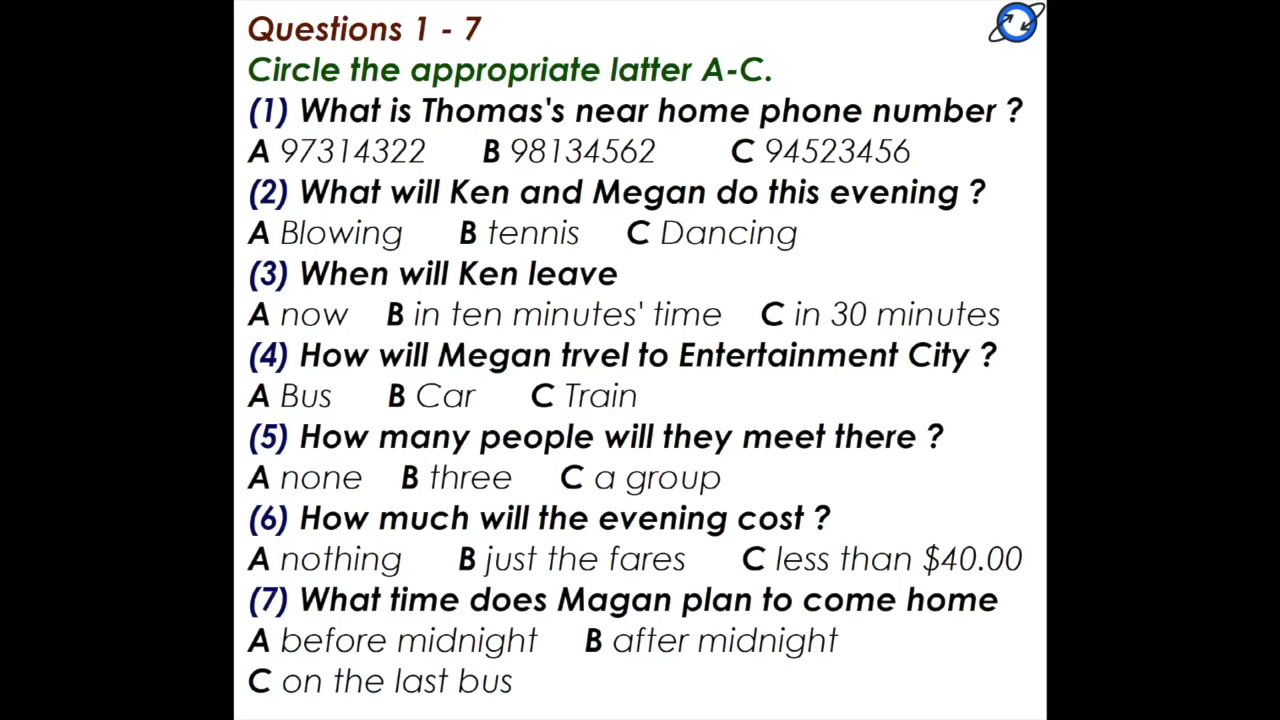 Questions 1 - 7
Circle the appropriate latter A-C.
(1) What is Thomas's near home phone number ?
A 97314322 B 98134562 C 94523456
(2) What will Ken and Megan do this evening ?
A Blowing B tennis C Dancing
(3) When will Ken leave
A now B in ten minutes' time C in 30 minutes
(4) How will Megan trvel to Entertainment City ?
A Bus B Car C Train
(5) How many people will they meet there ?
A none B three C a group
(6) How much will the evening cost ?
A nothing B just the fares C less than $40.00
(7) What time does Magan plan to come home
A before midnight B after midnight
C on the last bus